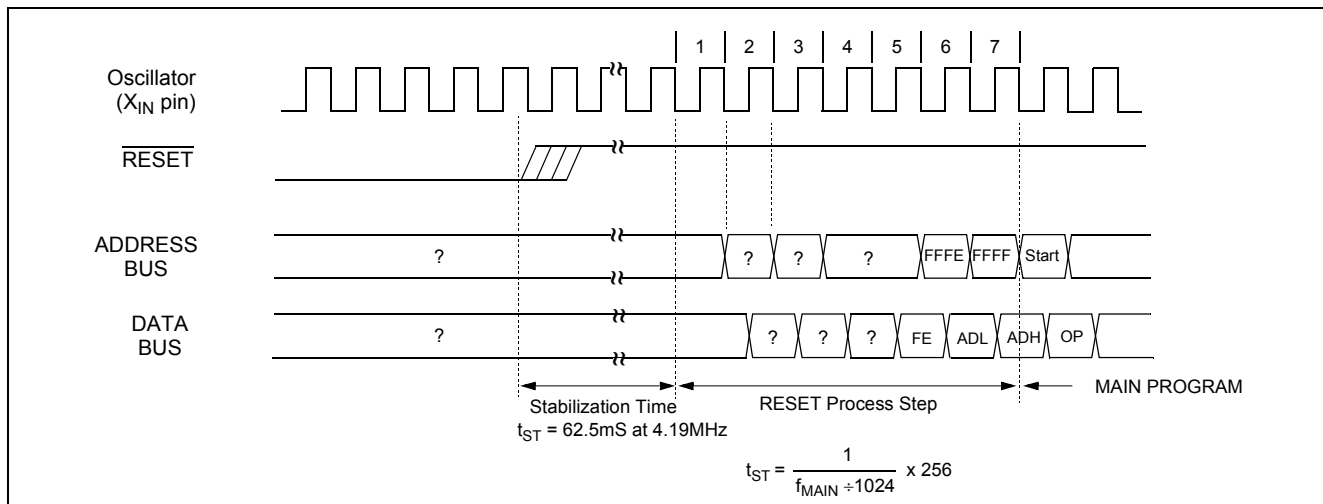 1 2 3 4 5 6 7
Oscillator
(XIN pin)
RESET
ADDRESS
BUS
? ? ? ? FFFE FFFF Start
DATA
BUS
? ? ? ? FE ADL ADH OP
MAIN PROGRAM
Stabilization Time
RESET Process Step
tST = 62.5mS at 4.19MHz
tST = 1 / fMAIN ÷1024 x 256